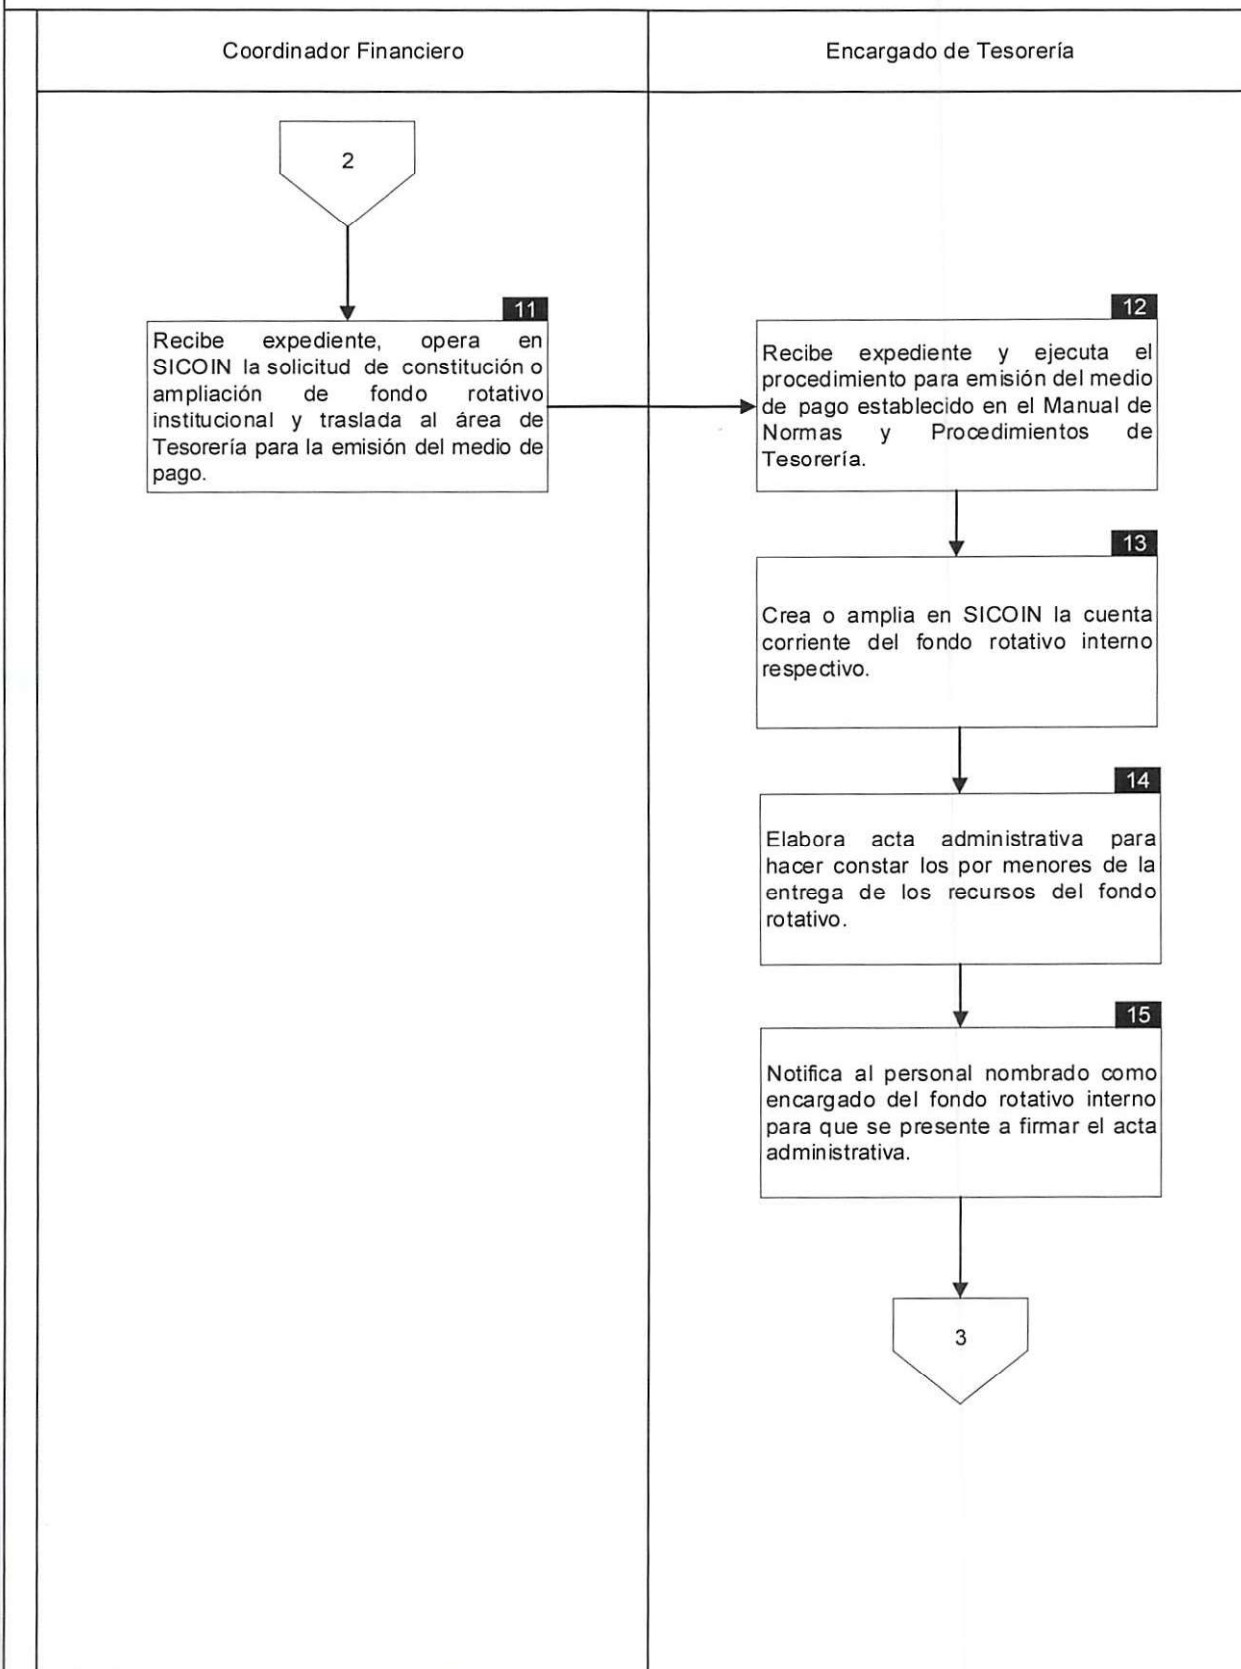 Coordinador Financiero
Encargado de Tesorería
2
11
Recibe expediente, opera en
SICOIN la solicitud de constitución o
ampliación de fondo rotativo
institucional y traslada al área de
Tesorería para la emisión del medio de
pago.
12
Recibe expediente y ejecuta el
procedimiento para emisión del medio
de pago establecido en el Manual de
Normas y Procedimientos de
Tesorería.
13
Crea o amplia en SICOIN la cuenta
corriente del fondo rotativo interno
respectivo.
14
Elabora acta administrativa para
hacer constar los por menores de la
entrega de los recursos del fondo
rotativo.
15
Notifica al personal nombrado como
encargado del fondo rotativo interno
para que se presente a firmar el acta
administrativa.
3